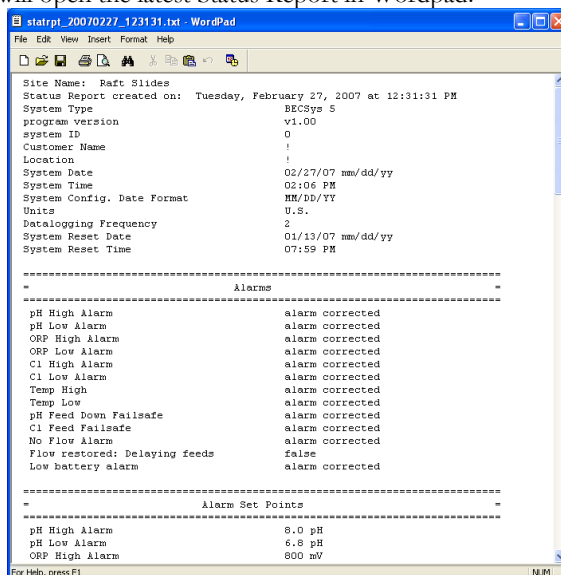 will open the latest Status Report in Wordpad.
statrpt_20070227_123131.txt - WordPad
File Edit View Insert Format Help
Site Name: Raft Slides
Status Report created on: Tuesday, February 27, 2007 at 12:31:31 PM
System Type BECSys 5
program version v1.00
system ID 0
Customer Name !
Location !
System Date 02/27/07 mm/dd/yy
System Time 02:06 PM
System Config. Date Format MM/DD/YY
Units U.S.
Datalogging Frequency 2
System Reset Date 01/13/07 mm/dd/yy
System Reset Time 07:59 PM
==================================================================
= Alarms =
==================================================================
pH High Alarm alarm corrected
pH Low Alarm alarm corrected
ORP High Alarm alarm corrected
ORP Low Alarm alarm corrected
Cl High Alarm alarm corrected
Cl Low Alarm alarm corrected
Temp High alarm corrected
Temp Low alarm corrected
pH Feed Down Failsafe alarm corrected
Cl Feed Failsafe alarm corrected
No Flow Alarm alarm corrected
Flow restored: Delaying feeds false
Low battery alarm alarm corrected
==================================================================
= Alarm Set Points =
==================================================================
pH High Alarm 8.0 pH
pH Low Alarm 6.8 pH
ORP High Alarm 800 mV
For Help, press F1 NUM